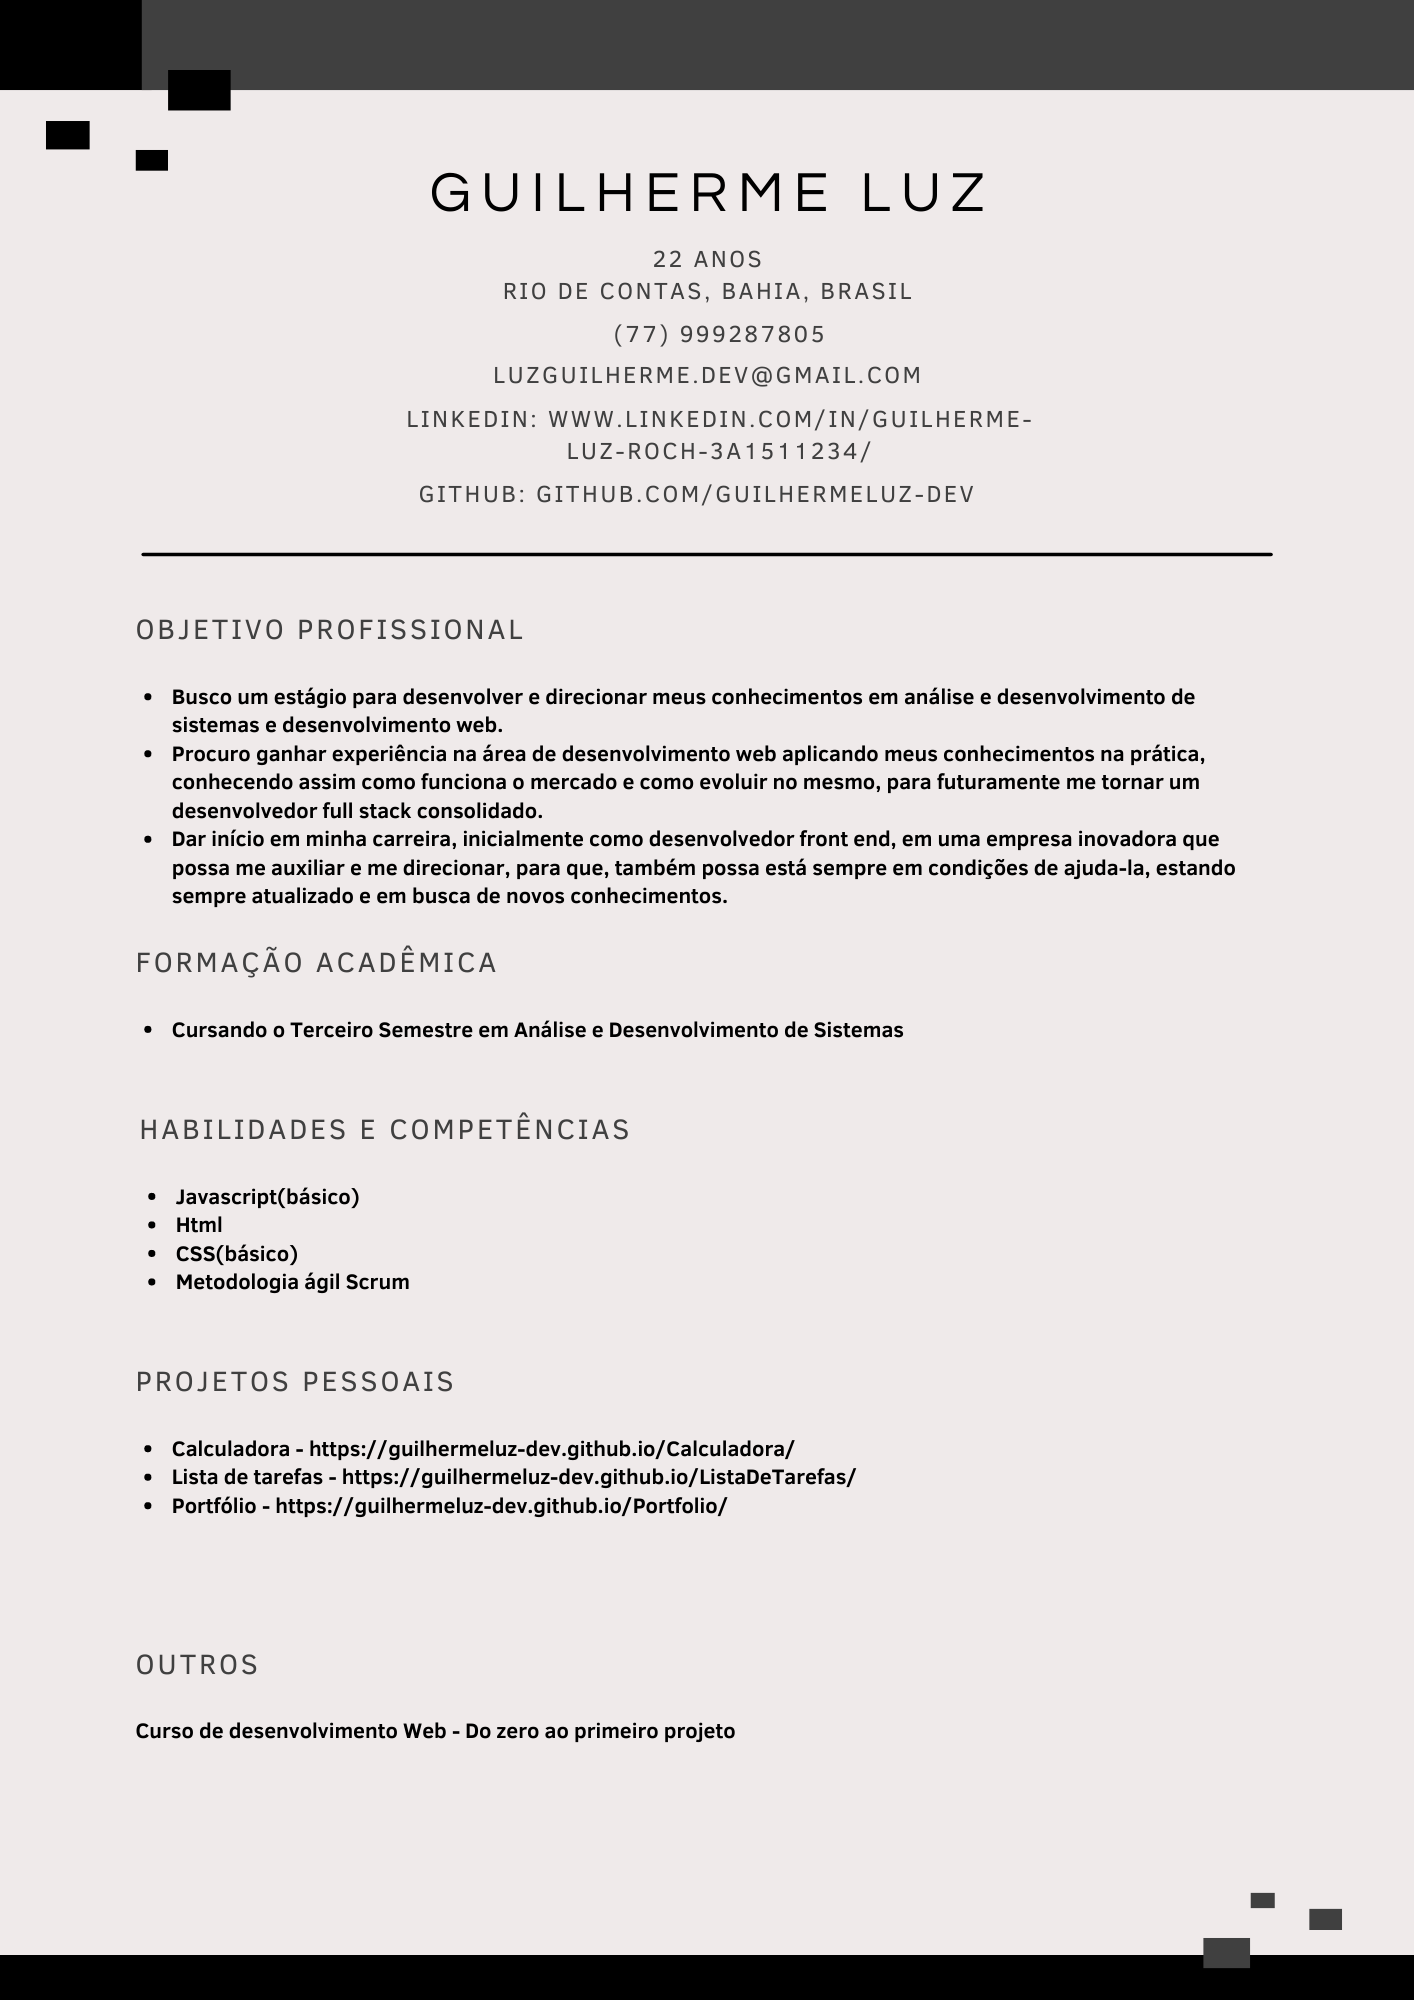 GUILHERME LUZ
22 ANOS
RIO DE CONTAS, BAHIA, BRASIL
(77) 999287805
LUZGUILHERME.DEV@GMAIL.COM
LINKEDIN: WWW.LINKEDIN.COM/IN/GUILHERME-
LUZ-ROCH-3A1511234/
GITHUB: GITHUB.COM/GUILHERMELUZ-DEV
OBJETIVO PROFISSIONAL
• Busco um estágio para desenvolver e direcionar meus conhecimentos em análise e desenvolvimento de
sistemas e desenvolvimento web.
• Procuro ganhar experiência na área de desenvolvimento web aplicando meus conhecimentos na prática,
conhecendo assim como funciona o mercado e como evoluir no mesmo, para futuramente me tornar um
desenvolvedor full stack consolidado.
• Dar início em minha carreira, inicialmente como desenvolvedor front end, em uma empresa inovadora que
possa me auxiliar e me direcionar, para que, também possa está sempre em condições de ajuda-la, estando
sempre atualizado e em busca de novos conhecimentos.
FORMAÇÃO ACADÊMICA
• Cursando o Terceiro Semestre em Análise e Desenvolvimento de Sistemas
HABILIDADES E COMPETÊNCIAS
• Javascript(básico)
• Html
• CSS(básico)
• Metodologia ágil Scrum
PROJETOS PESSOAIS
• Calculadora - https://guilhermeluz-dev.github.io/Calculadora/
• Lista de tarefas - https://guilhermeluz-dev.github.io/ListaDeTarefas/
• Portfólio - https://guilhermeluz-dev.github.io/Portfolio/
OUTROS
Curso de desenvolvimento Web - Do zero ao primeiro projeto